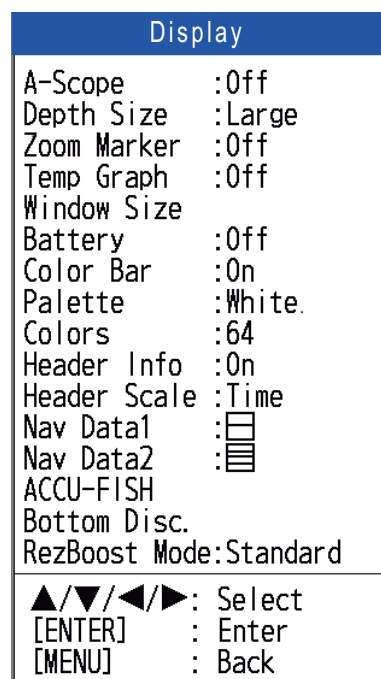 Display
A-Scope :Off
Depth Size :Large
Zoom Marker :Off
Temp Graph :Off
Window Size
Battery :Off
Color Bar :On
Palette :White.
Colors :64
Header Info :On
Header Scale :Time
Nav Data1 :
Nav Data2 :
ACCU-FISH
Bottom Disc.
RezBoost Mode:Standard
▲/▼/◀/▶: Select
[ENTER] : Enter
[MENU] : Back